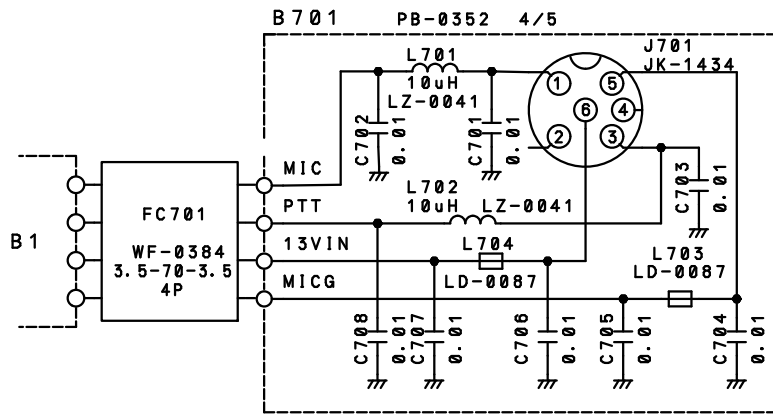 B701 PB-0352 4/5
J701
JK-1434
L701
10uH
LZ-0041
C702
0.01
C701
0.01
1
5
6
4
2
3
C703
0.01
MIC
PTT
13VIN
MICG
L702
10uH LZ-0041
B1
FC701
WF-0384
3.5-70-3.5
4P
L704
LD-0087
L703
LD-0087
C708
0.01
C707
0.01
C706
0.01
C705
0.01
C704
0.01